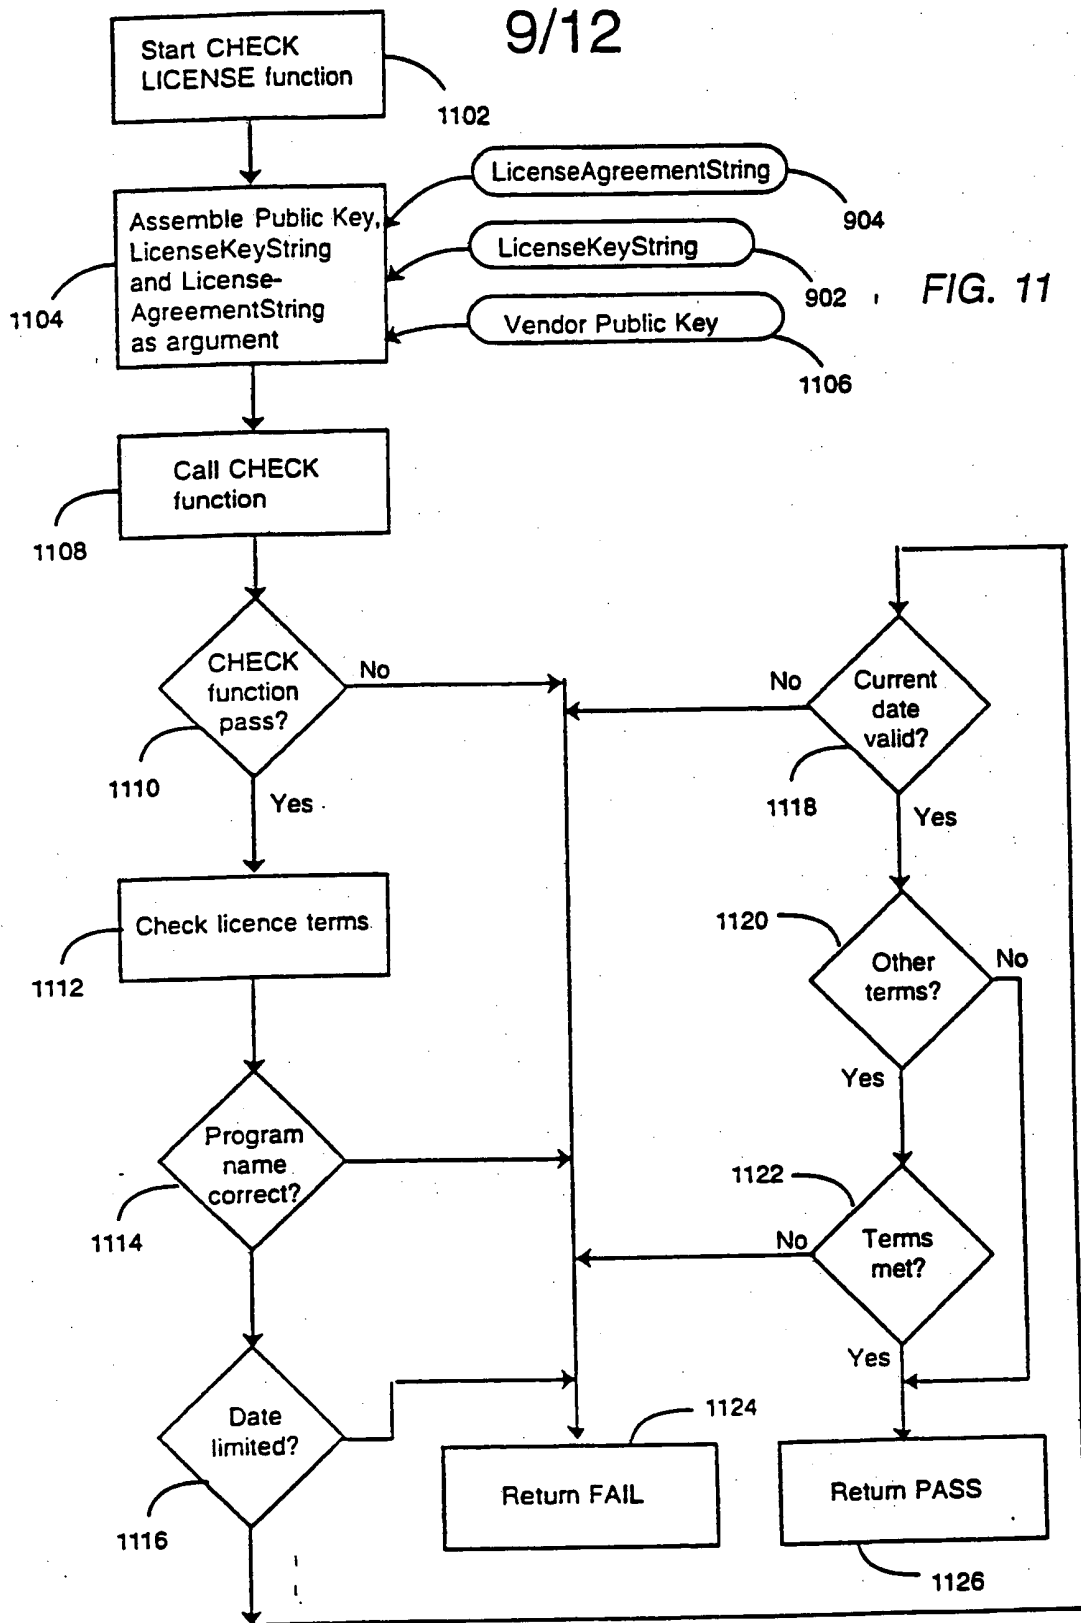 9/12
Start CHECK
LICENSE function
1102
LicenseAgreementString
904
Assemble Public Key,
LicenseKeyString
and License-
AgreementString
as argument
1104
LicenseKeyString
902
FIG. 11
Vendor Public Key
1106
Call CHECK
function
1108
CHECK
function
pass?
No
1110
Yes
No
Current
date
valid?
1118
Yes
Check licence terms
1112
1120
Other
terms?
No
Yes
Program
name
correct?
1114
1122
No
Terms
met?
Yes
Date
limited?
1116
1124
Return FAIL
Return PASS
1126